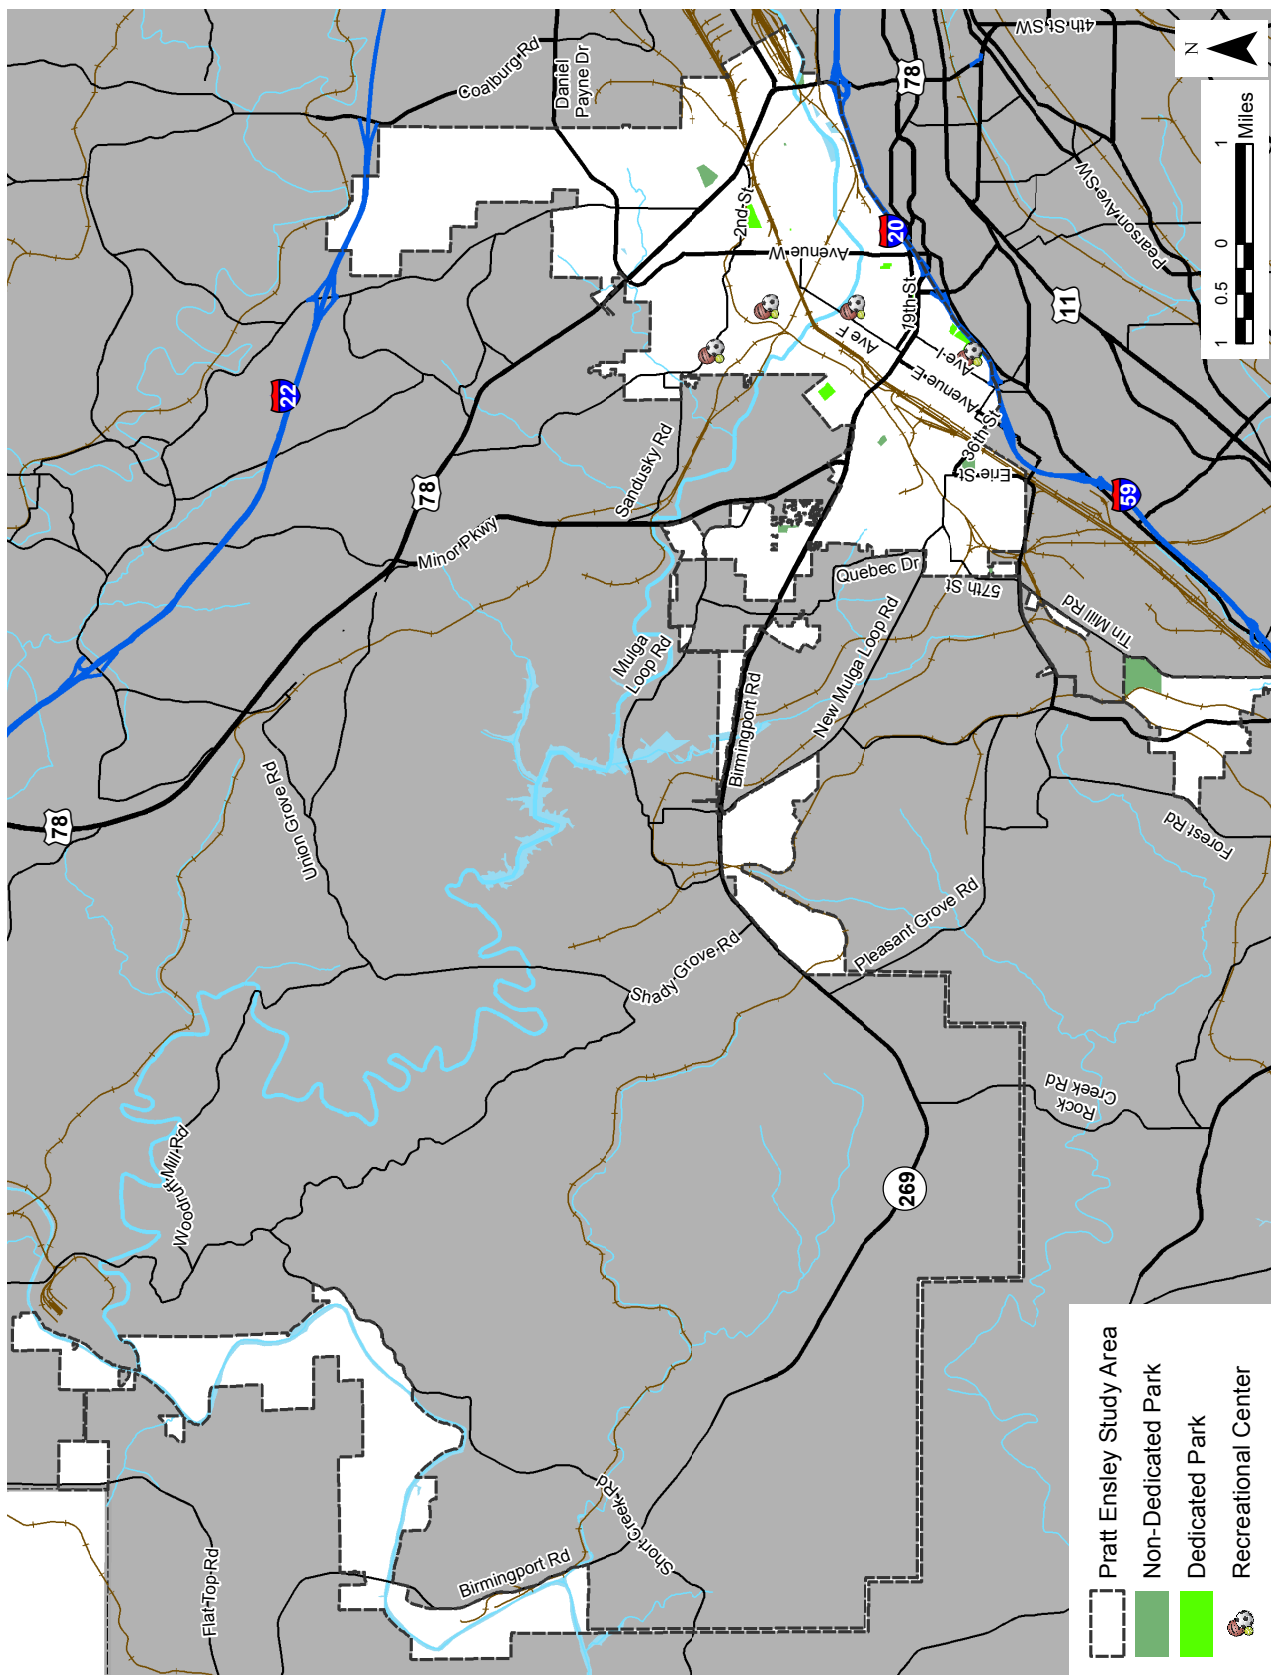 Coalburg Rd
Daniel
Payne Dr
4th St SW
N
78
22
2nd St
Avenue W
20
19th St
Pearson Ave SW
11
1
0.5
0
1
Miles
Ave F
Ave I
Avenue E
78
Sandusky Rd
36th St
Erie St
59
Minor Pkwy
Quebec Dr
57th St
Tin Mill Rd
Mulga
Loop Rd
New Mulga Loop Rd
Birmingport Rd
78
Union Grove Rd
Forest Rd
Shady Grove Rd
Pleasant Grove Rd
Rock
Creek Rd
Woodruff Mill Rd
269
Flat Top Rd
Birmingport Rd
Short Creek Rd
Pratt Ensley Study Area
Non-Dedicated Park
Dedicated Park
Recreational Center